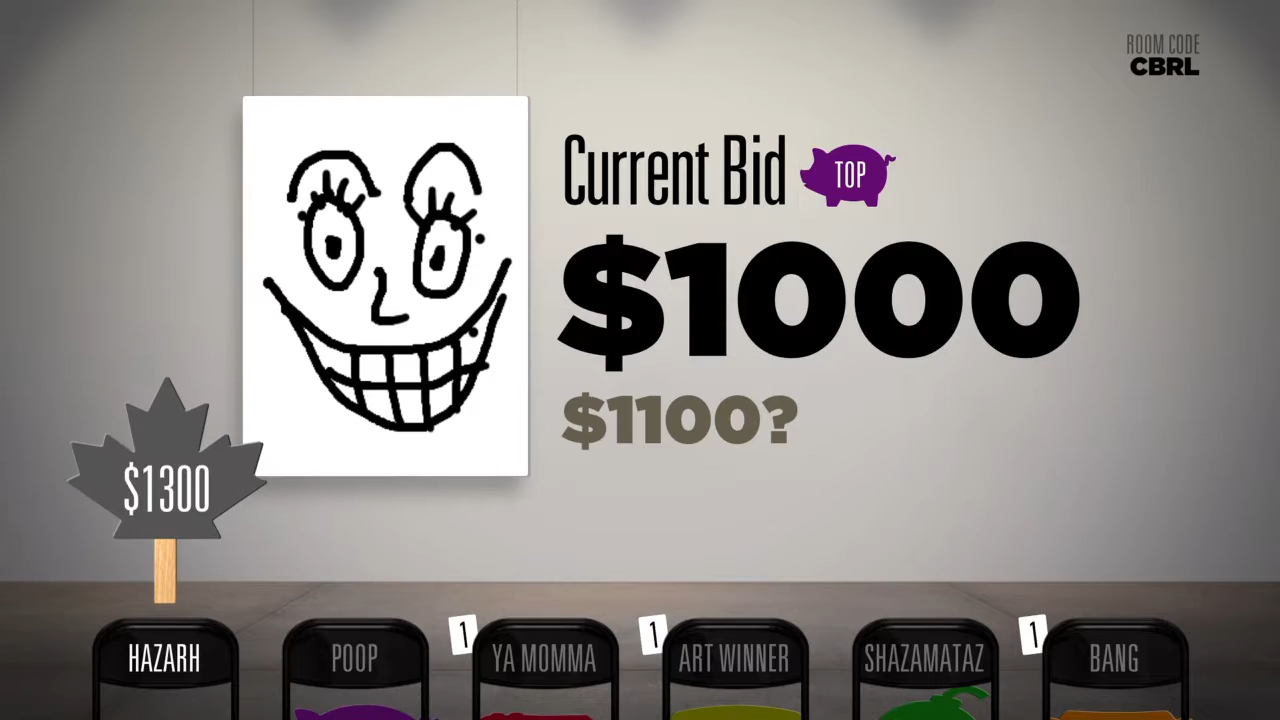 ROOM CODE
CBRL
Current Bid
TOP
$1000
$1100?
$1300
HAZARH
POOP
1
YA MOMMA
1
ART WINNER
SHAZAMATAZ
1
BANG